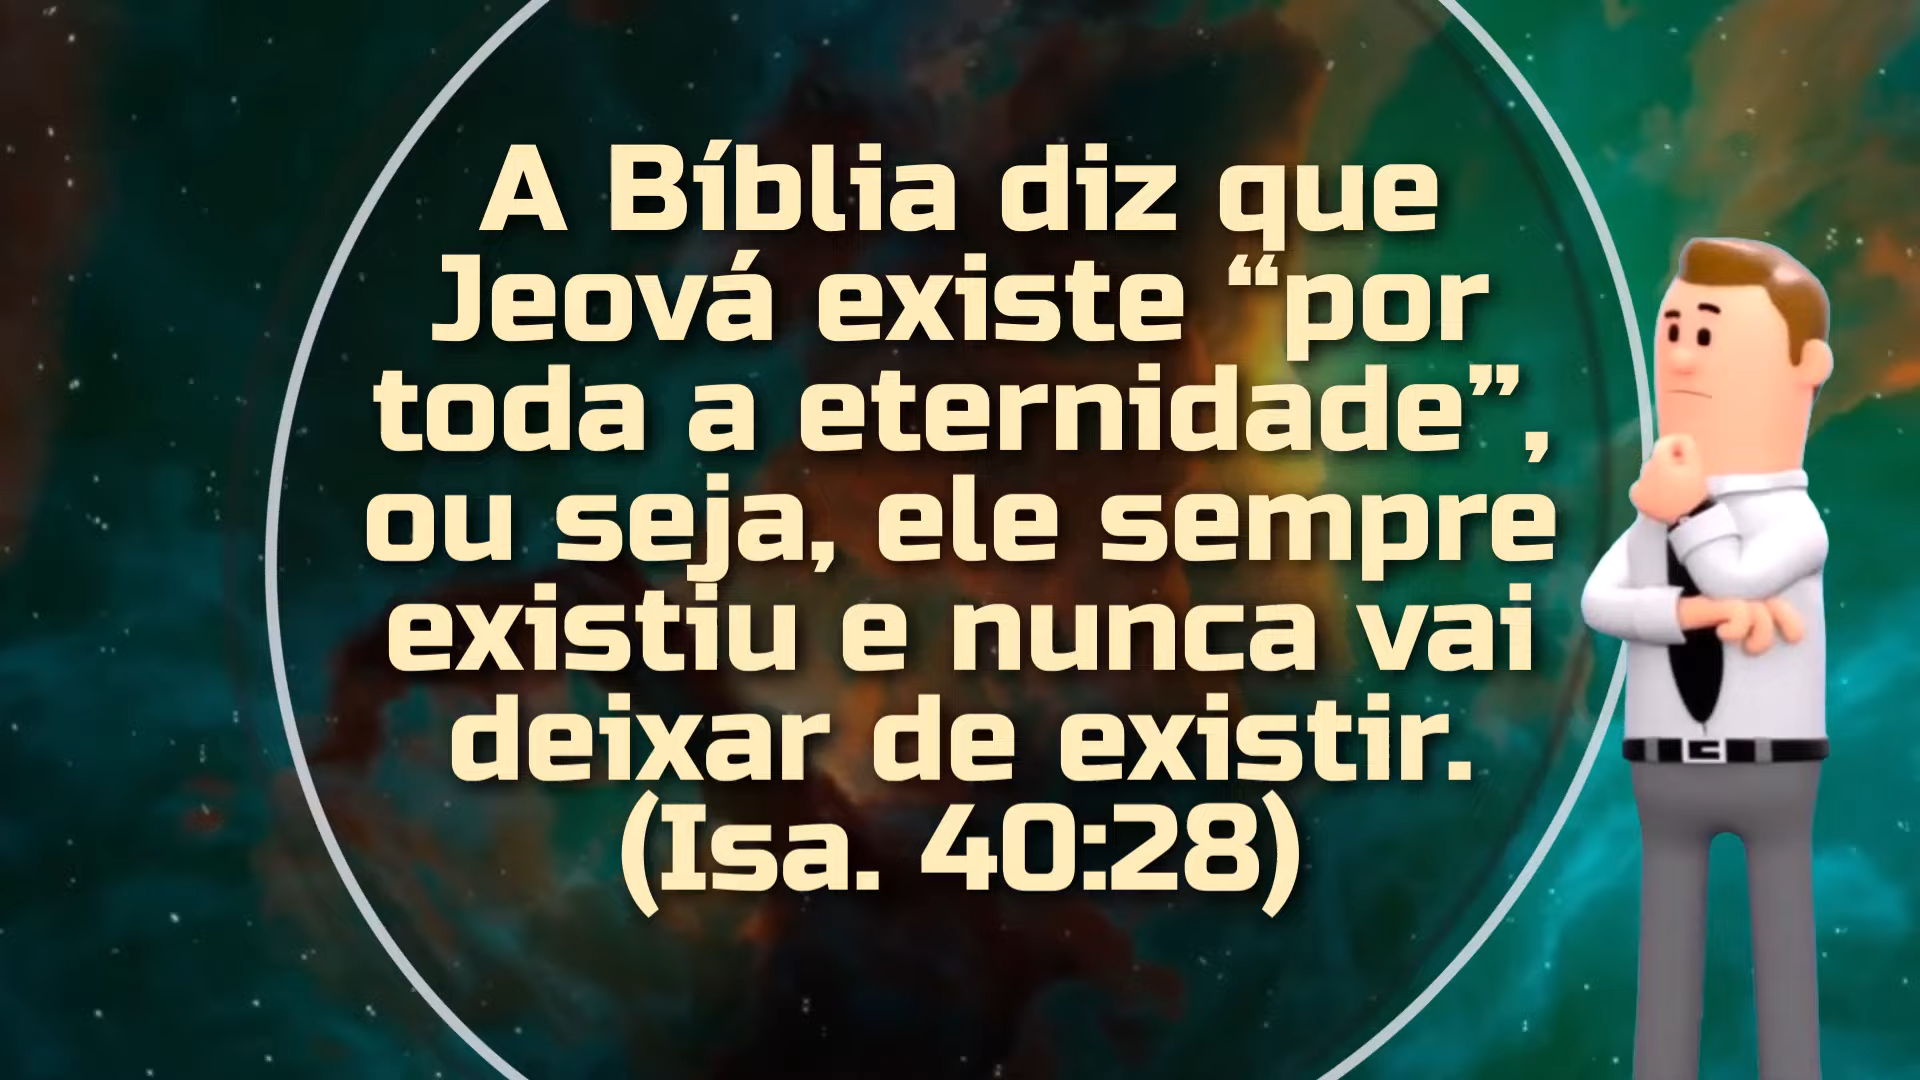 A Bíblia diz que
Jeová existe “por
toda a eternidade”,
ou seja, ele sempre
existiu e nunca vai
deixar de existir.
(Isa. 40:28)